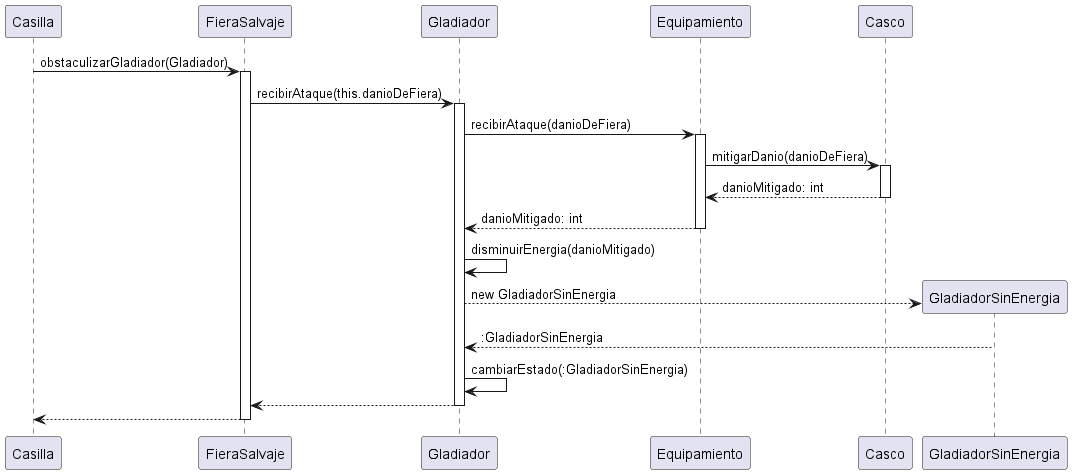 Casilla
FieraSalvaje
Gladiador
Equipamiento
Casco
obstaculizarGladiador(Gladiador)
recibirAtaque(this.danioDeFiera)
recibirAtaque(danioDeFiera)
mitigarDanio(danioDeFiera)
danioMitigado: int
danioMitigado: int
disminuirEnergia(danioMitigado)
new GladiadorSinEnergia
GladiadorSinEnergia
:GladiadorSinEnergia
cambiarEstado(:GladiadorSinEnergia)
Casilla
FieraSalvaje
Gladiador
Equipamiento
Casco
GladiadorSinEnergia